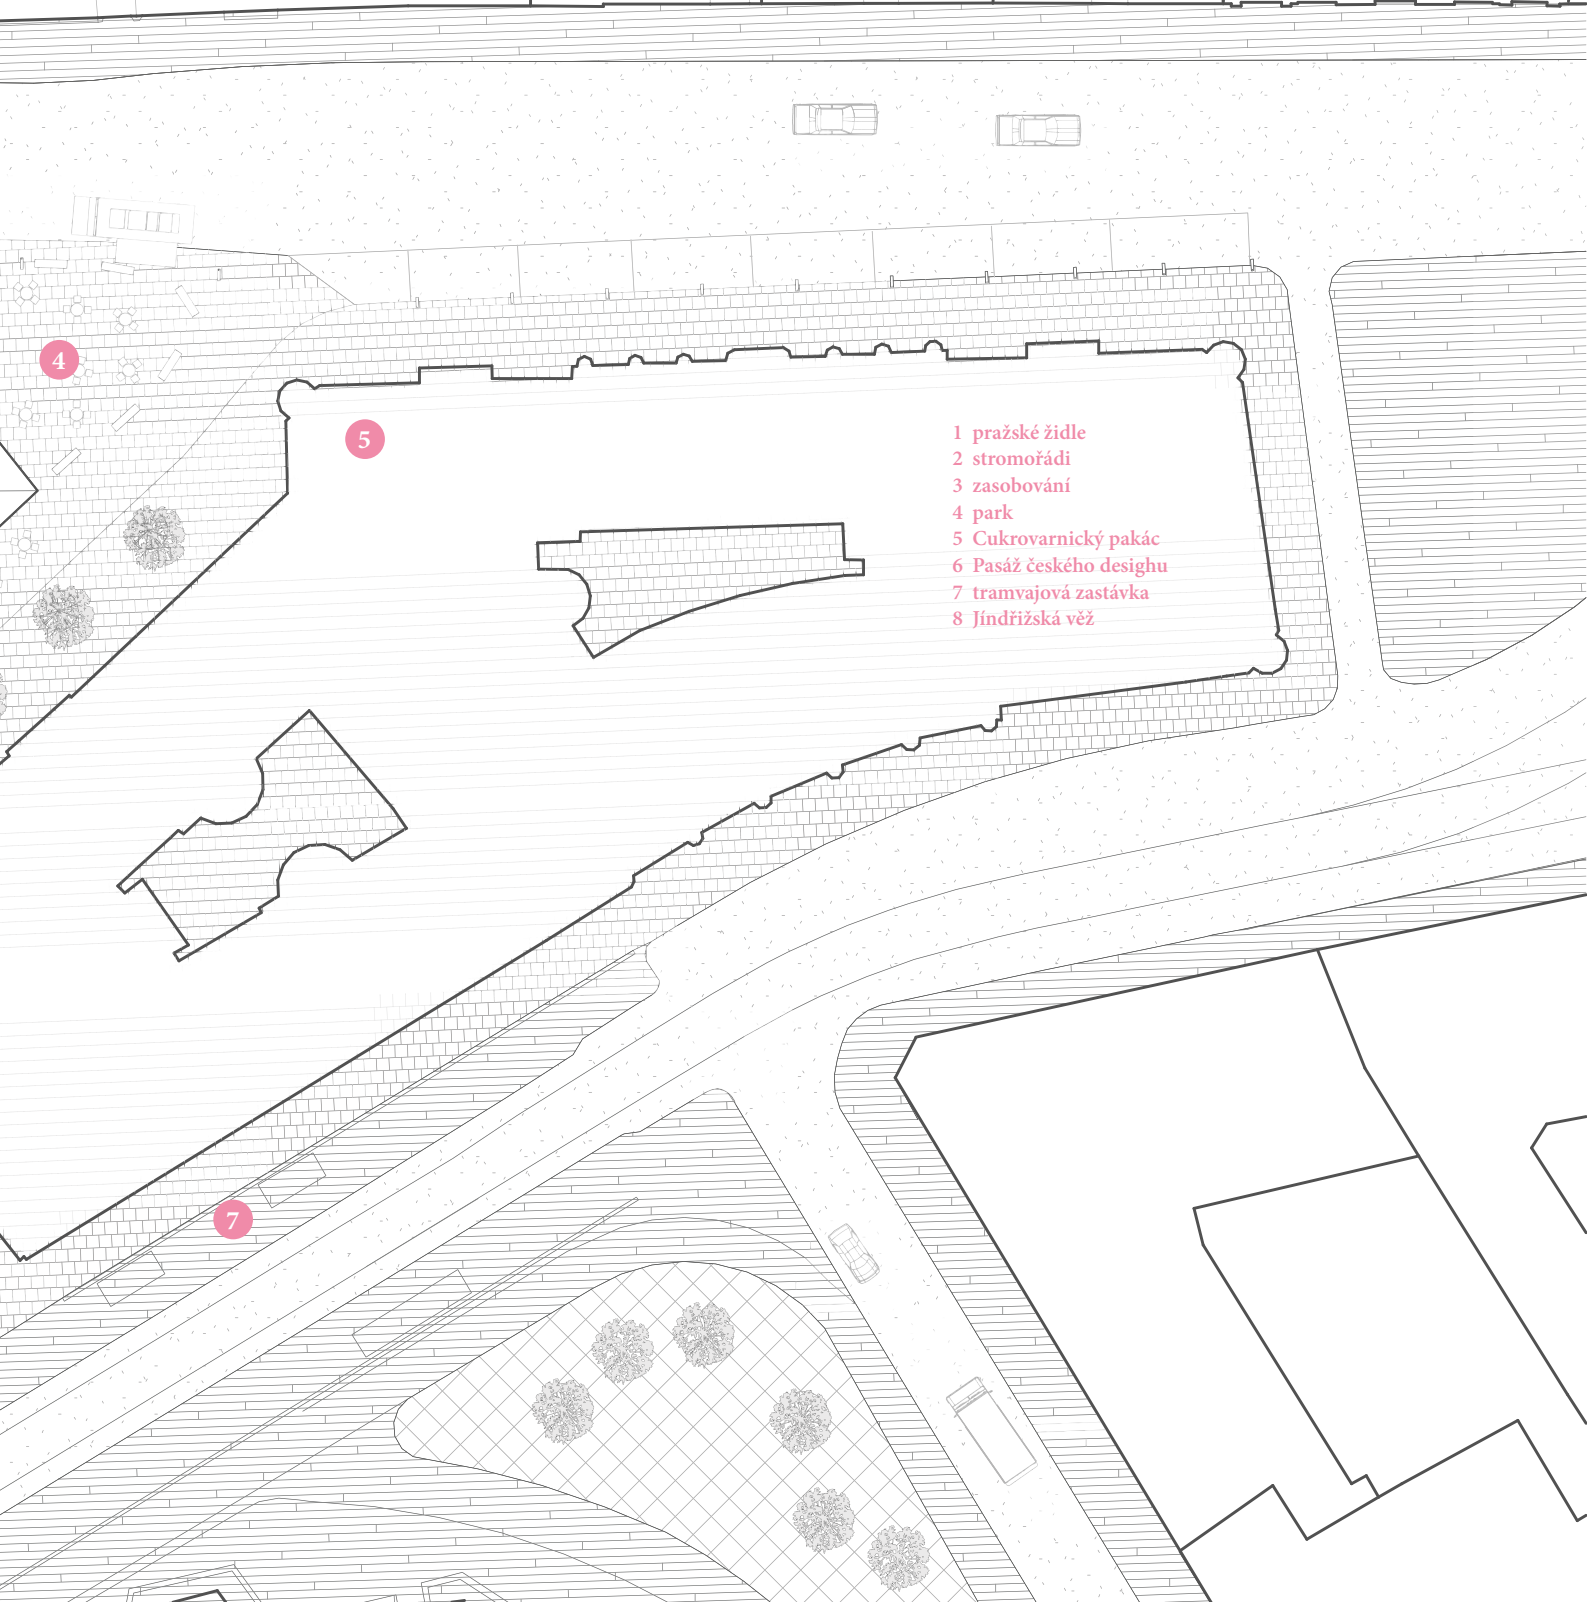 4
5
1 pražské židle
2 stromořádi
3 zasobování
4 park
5 Cukrovarnický pakác
6 Pasáž českého desighu
7 tramvajová zastávka
8 Jíndřižská věž
7